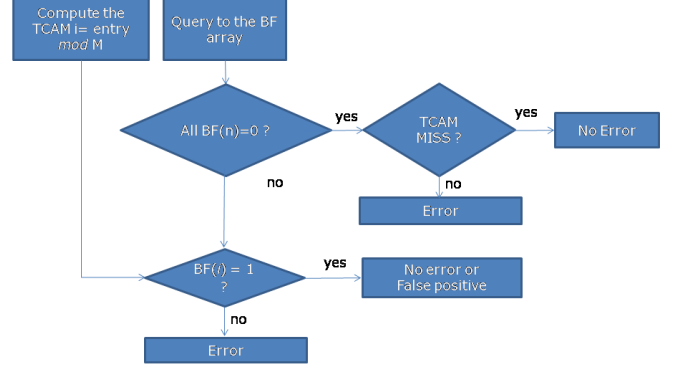 Compute the
TCAM i= entry
mod M
Query to the BF
array
All BF(n)=0 ?
yes
TCAM
MISS ?
yes
No Error
no
no
Error
BF(i) = 1
?
yes
No error or
False positive
no
Error